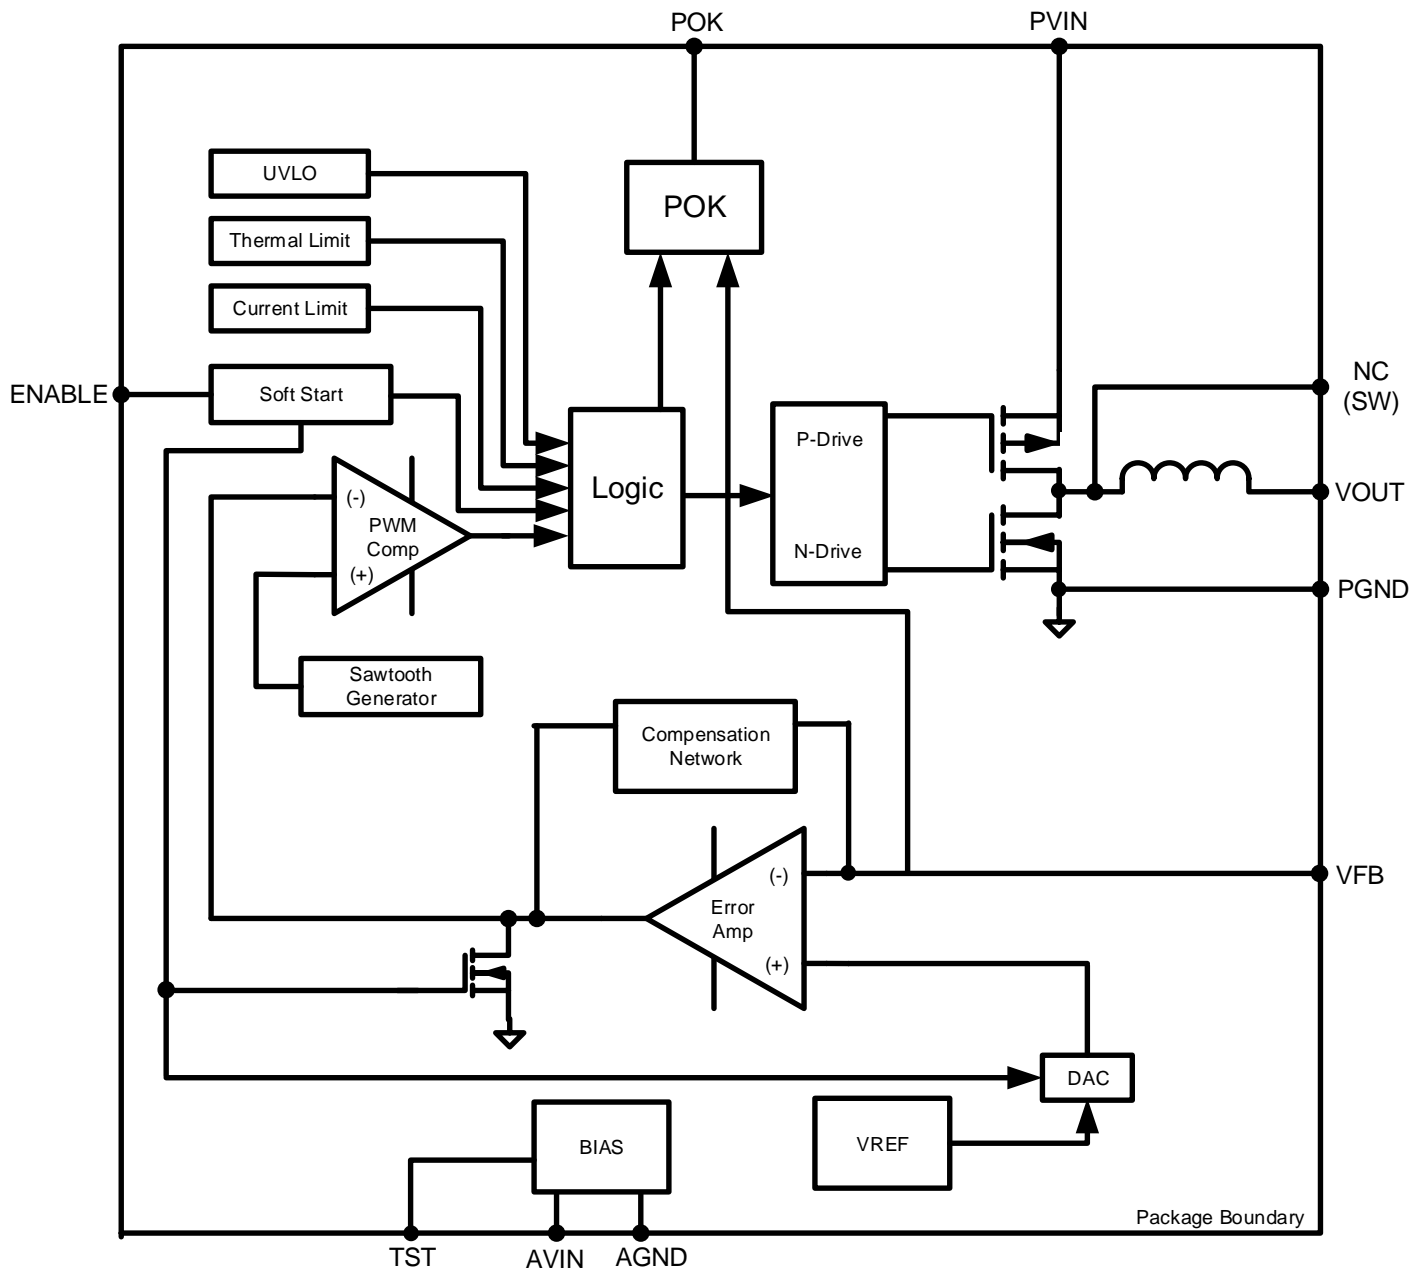 POK
PVIN
UVLO
POK
Thermal Limit
Current Limit
ENABLE
Soft Start
NC
(SW)
P-Drive
Logic
VOUT
(-)
PWM
Comp
(+)
N-Drive
PGND
Sawtooth
Generator
Compensation
Network
(-)
VFB
Error
Amp
(+)
DAC
BIAS
VREF
Package Boundary
TST
AVIN
AGND